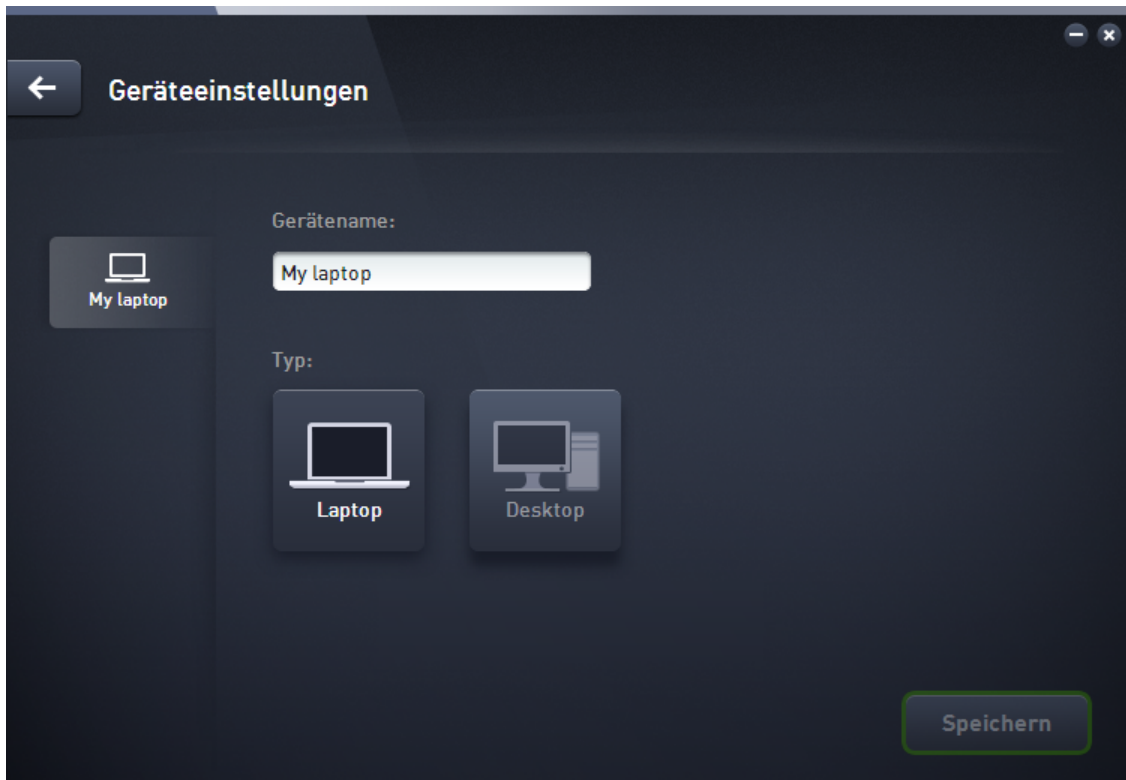 Geräteeinstellungen
My laptop
Gerätename:
My laptop
Typ:
Laptop
Desktop
Speichern